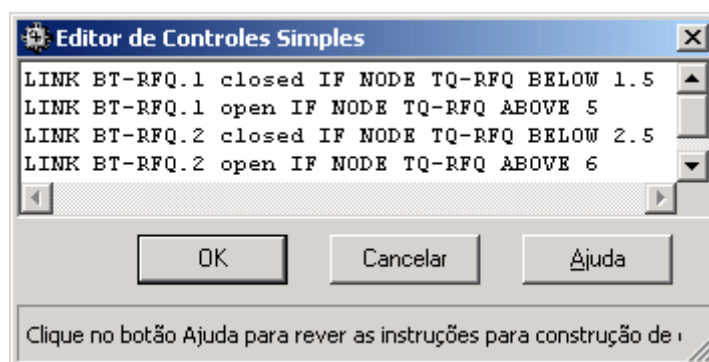 Editor de Controles Simples
LINK BT-RFQ.1 closed IF NODE TQ-RFQ BELOW 1.5
LINK BT-RFQ.1 open IF NODE TQ-RFQ ABOVE 5
LINK BT-RFQ.2 closed IF NODE TQ-RFQ BELOW 2.5
LINK BT-RFQ.2 open IF NODE TQ-RFQ ABOVE 6
OK Cancelar Ajuda
Clique no botão Ajuda para rever as instruções para construção de